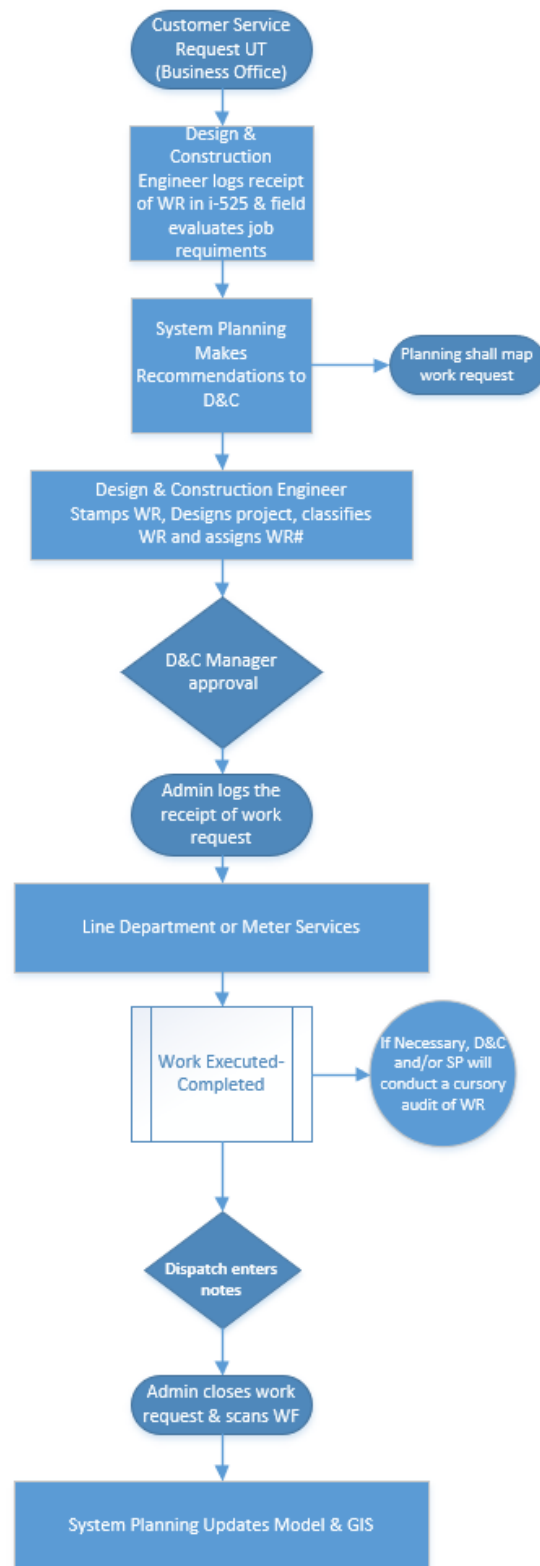 Customer Service
Request UT
(Business Office)
Design &
Construction
Engineer logs receipt
of WR in i-525 & field
evaluates job
requiments
System Planning
Makes
Recommendations to
D&C
Planning shall map
work request
Design & Construction Engineer
Stamps WR, Designs project, classifies
WR and assigns WR#
D&C Manager
approval
Admin logs the
receipt of work
request
Line Department or Meter Services
Work Executed-
Completed
If Necessary, D&C
and/or SP will
conduct a cursory
audit of WR
Dispatch enters
notes
Admin closes work
request & scans WF
System Planning Updates Model & GIS